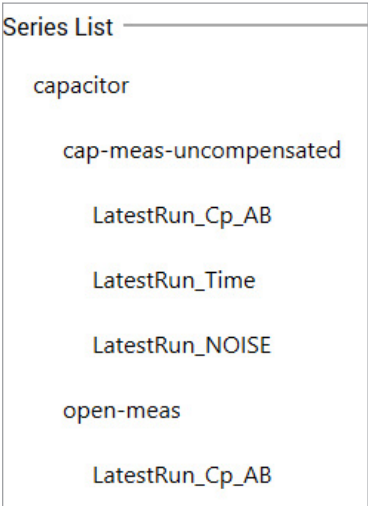 Series List
capacitor
cap-meas-uncompensated
LatestRun_Cp_AB
LatestRun_Time
LatestRun_NOISE
open-meas
LatestRun_Cp_AB